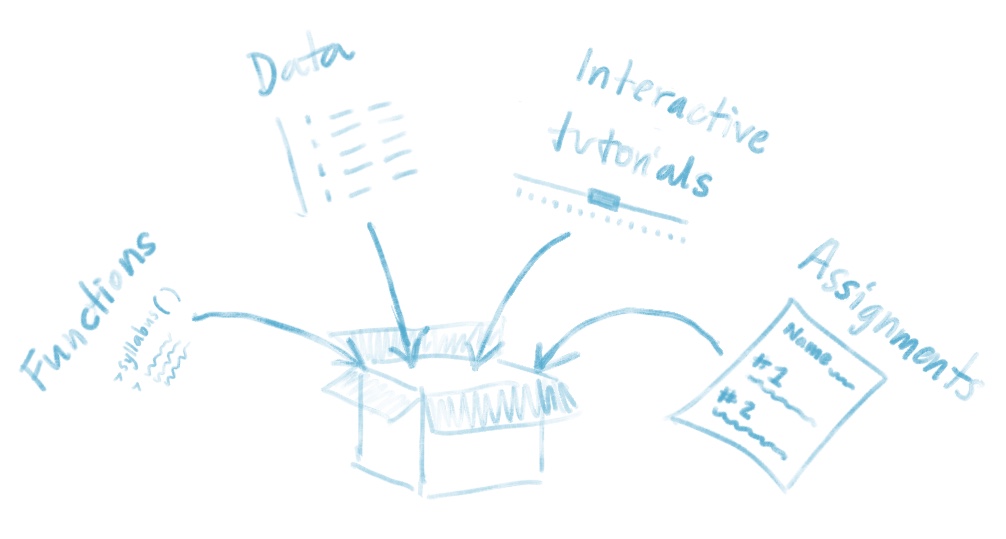 Data
Interactive
tutorials
Functions
>syllabus()
>
Assignments
Name
#1
#2